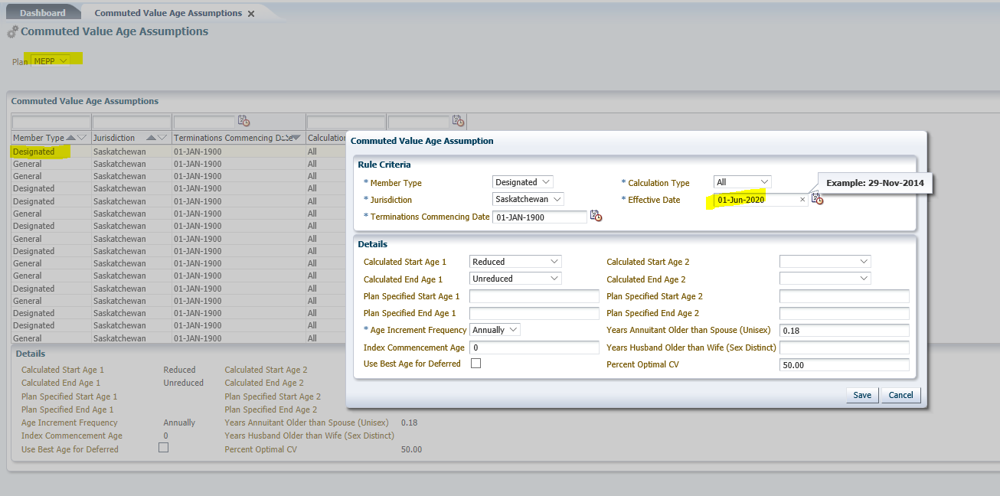 Dashboard
Commuted Value Age Assumptions
Commuted Value Age Assumptions
Plan MEPP
Commuted Value Age Assumptions
Member Type Jurisdiction Terminations Commencing Date Calculation
Designated Saskatchewan 01-JAN-1900 All
General Saskatchewan 01-JAN-1900 All
General Saskatchewan 01-JAN-1900 All
Designated Saskatchewan 01-JAN-1900 All
Designated Saskatchewan 01-JAN-1900 All
General Saskatchewan 01-JAN-1900 All
Designated Saskatchewan 01-JAN-1900 All
General Saskatchewan 01-JAN-1900 All
Designated Saskatchewan 01-JAN-1900 All
General Saskatchewan 01-JAN-1900 All
General Saskatchewan 01-JAN-1900 All
Designated Saskatchewan 01-JAN-1900 All
General Saskatchewan 01-JAN-1900 All
Designated Saskatchewan 01-JAN-1900 All
Designated Saskatchewan 01-JAN-1900 All
General Saskatchewan 01-JAN-1900 All
Details
Calculated Start Age 1 Reduced Calculated Start Age 2
Calculated End Age 1 Unreduced Calculated End Age 2
Plan Specified Start Age 1 Plan Specified Start Age 2
Plan Specified End Age 1 Plan Specified End Age 2
Age Increment Frequency Annually Years Annuitant Older than Spouse (Unisex) 0.18
Index Commencement Age 0 Years Husband Older than Wife (Sex Distinct)
Use Best Age for Deferred Percent Optimal CV 50.00
Commuted Value Age Assumption
Rule Criteria
* Member Type Designated * Calculation Type All
Example: 29-Nov-2014
* Jurisdiction Saskatchewan * Effective Date 01-Jun-2020
* Terminations Commencing Date 01-JAN-1900
Details
Calculated Start Age 1 Reduced Calculated Start Age 2
Calculated End Age 1 Unreduced Calculated End Age 2
Plan Specified Start Age 1 Plan Specified Start Age 2
Plan Specified End Age 1 Plan Specified End Age 2
* Age Increment Frequency Annually Years Annuitant Older than Spouse (Unisex) 0.18
Index Commencement Age 0 Years Husband Older than Wife (Sex Distinct)
Use Best Age for Deferred Percent Optimal CV 50.00
Save Cancel